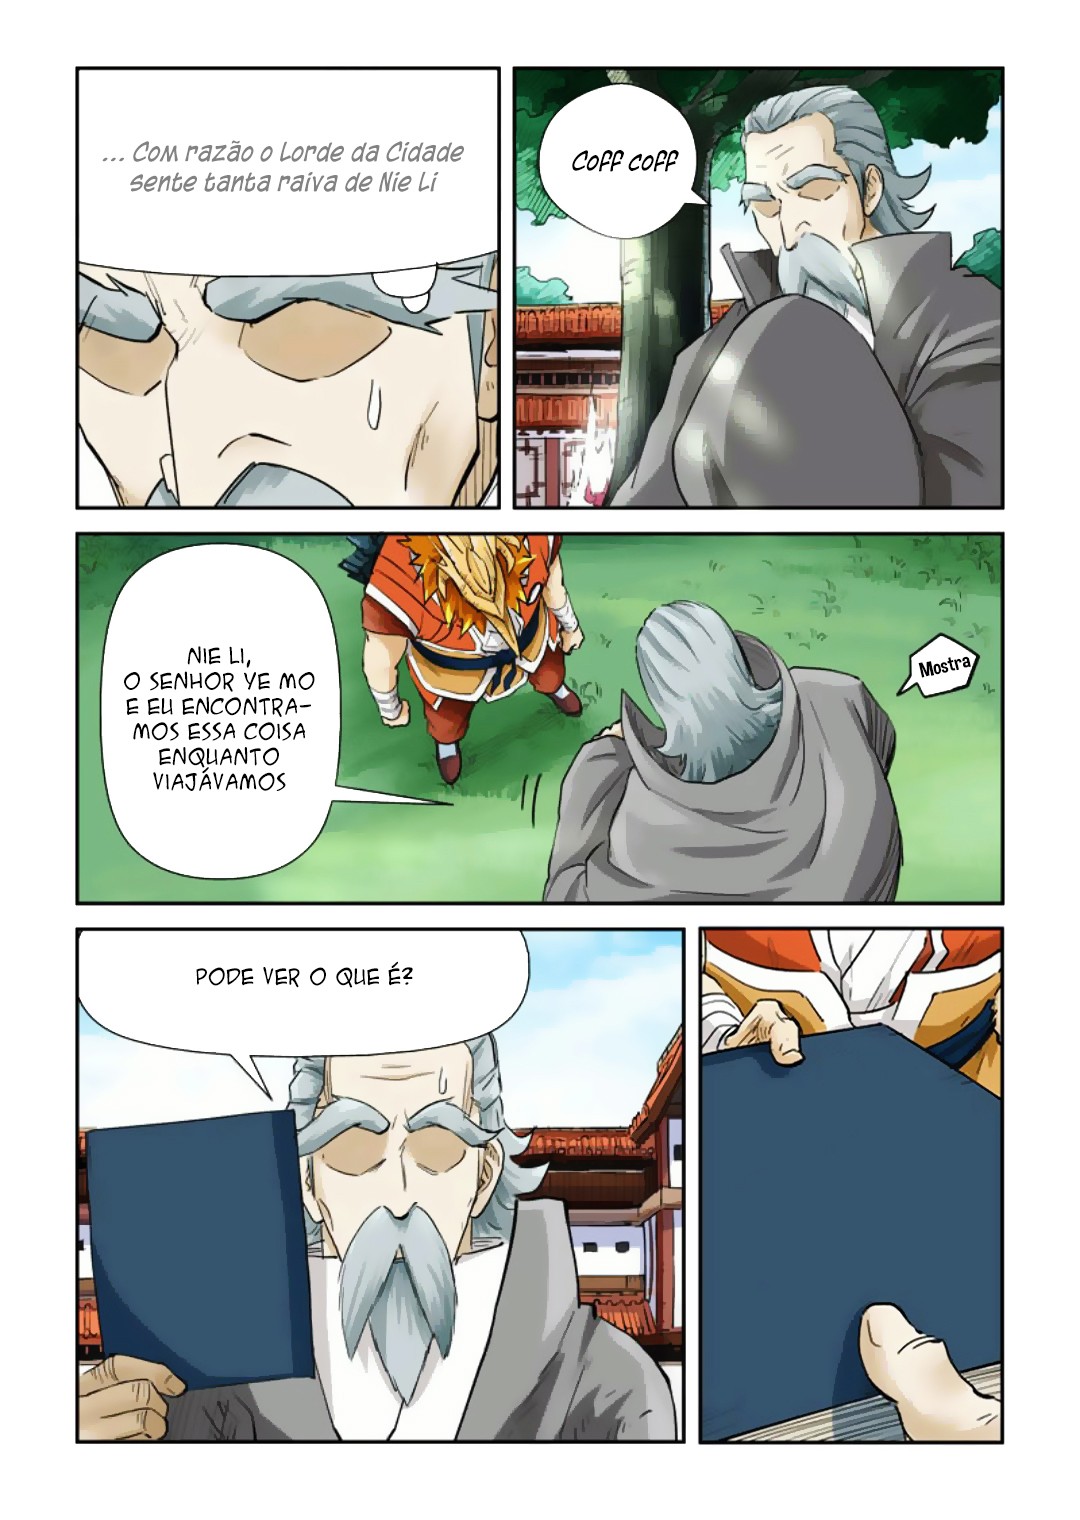 ... Com razão o Lorde da Cidade
sente tanta raiva de Nie Li
Coff coff
NIE LI,
O SENHOR YE MO
E EU ENCONTRA-
MOS ESSA COISA
ENQUANTO
VIAJÁVAMOS
Mostra
PODE VER O QUE É?